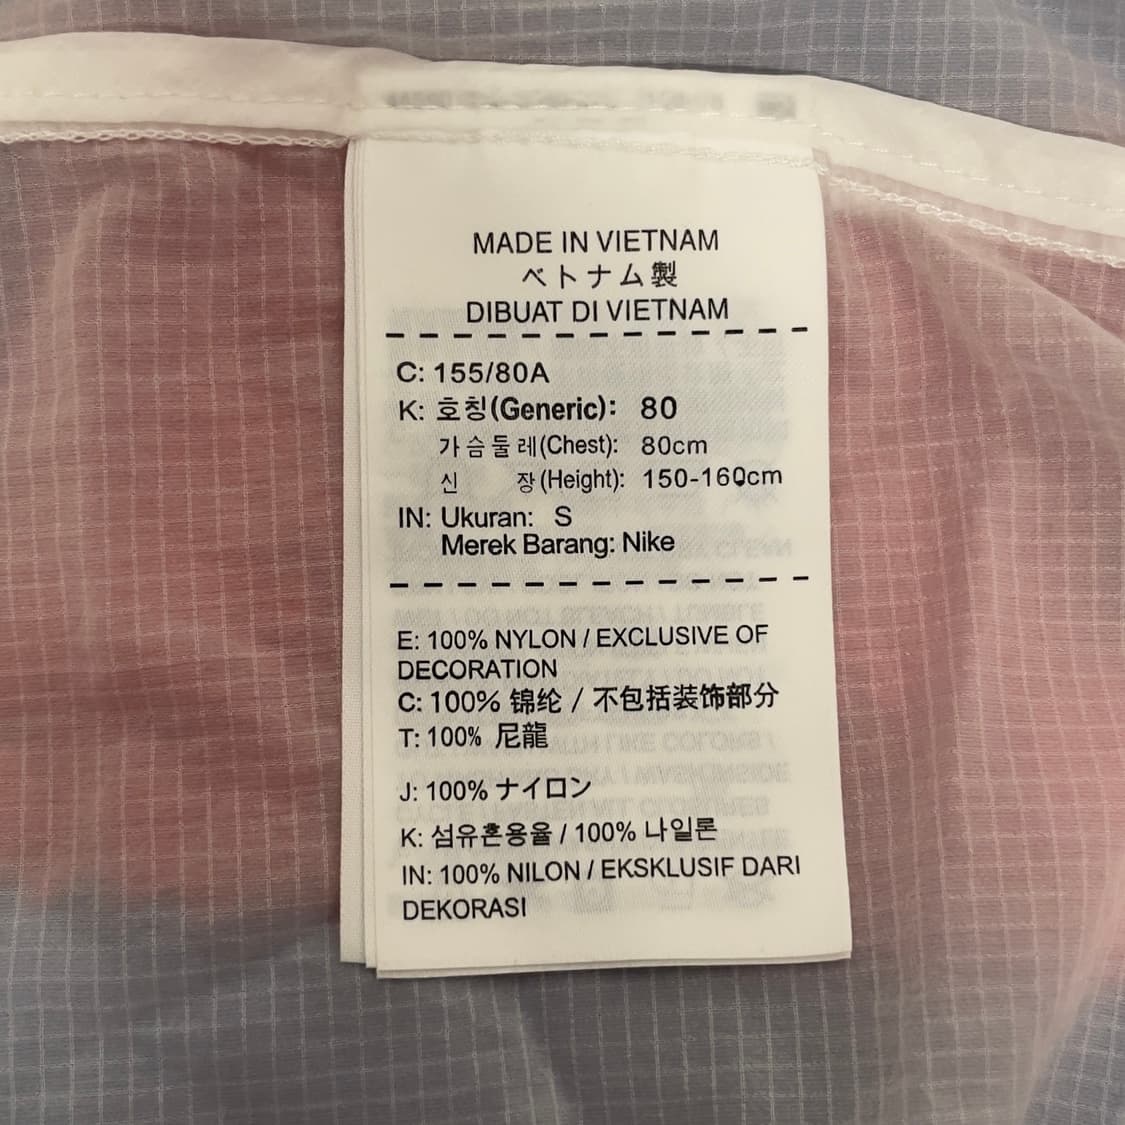 MADE IN VIETNAM
ベトナム製
DIBUAT DI VIETNAM
C: 155/80A
K: 호칭(Generic): 80
가슴둘레(Chest): 80cm
신 장(Height): 150-160cm
IN: Ukuran: S
Merek Barang: Nike
E: 100% NYLON / EXCLUSIVE OF
DECORATION
C: 100% 锦纶 / 不包括装饰部分
T: 100% 尼龍
J: 100% ナイロン
K: 섬유혼용율 / 100% 나일론
IN: 100% NILON / EKSKLUSIF DARI
DEKORASI